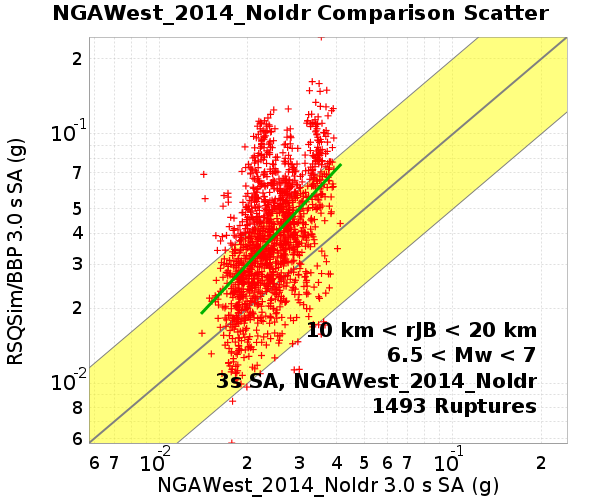 NGAWest_2014_NoIdr Comparison Scatter
RSQSim/BBP 3.0 s SA (g)
2
10-1
7
5
4
3
2
10-2
8
6
10 km < rJB < 20 km
6.5 < Mw < 7
3s SA, NGAWest_2014_NoIdr
1493 Ruptures
6 7 10-2 2 3 4 5 6 7 10-1 2
NGAWest_2014_NoIdr 3.0 s SA (g)